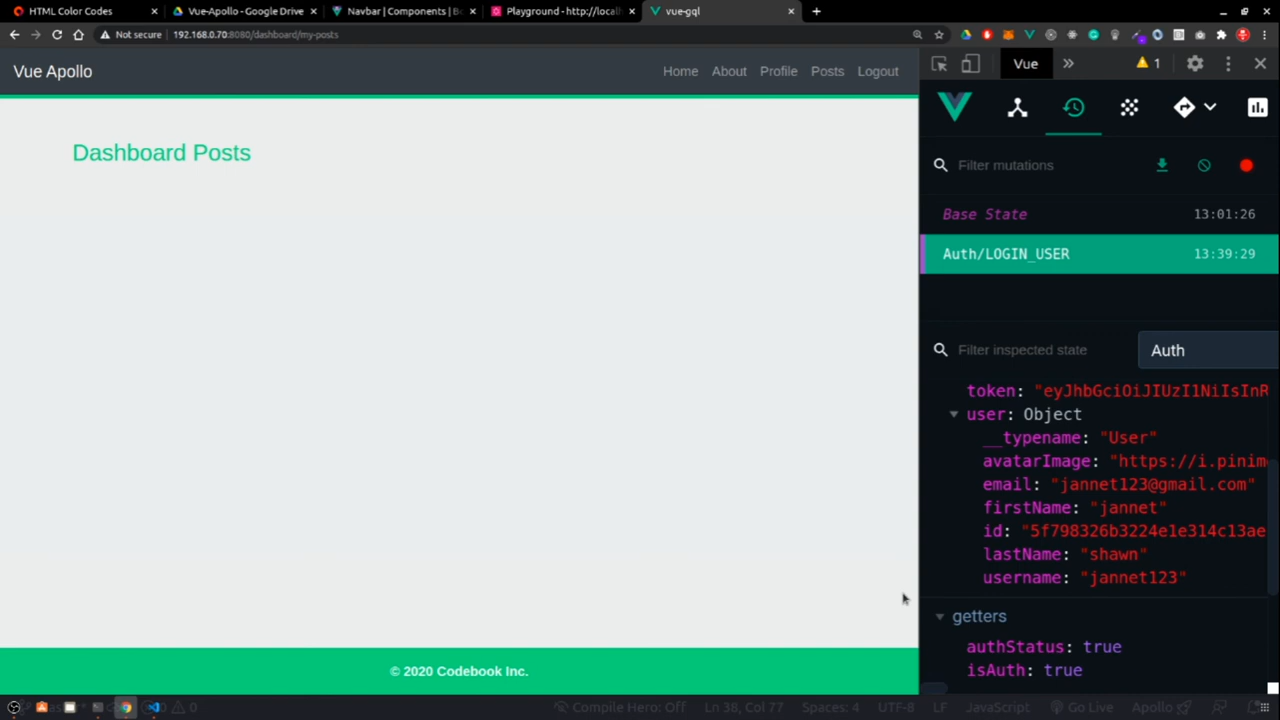 HTML Color Codes
Vue-Apollo - Google Drive
Navbar | Components | Bo
Playground - http://local
vue-gql
Not secure
192.168.0.70:8080/dashboard/my-posts
Vue Apollo
Home
About
Profile
Posts
Logout
Vue
1
Dashboard Posts
Filter mutations
Base State
13:01:26
Auth/LOGIN_USER
13:39:29
Filter inspected state
Auth
token: "eyJhbGciOiJIUzI1NiIsInR
user: Object
__typename: "User"
avatarImage: "https://i.pinim
email: "jannet123@gmail.com"
firstName: "jannet"
id: "5f798326b3224e1e314c13ae
lastName: "shawn"
username: "jannet123"
getters
authStatus: true
isAuth: true
© 2020 Codebook Inc.
0
Compile Hero: Off
Ln 38, Col 77
Spaces: 4
UTF-8
LF
JavaScript
Go Live
Apollo